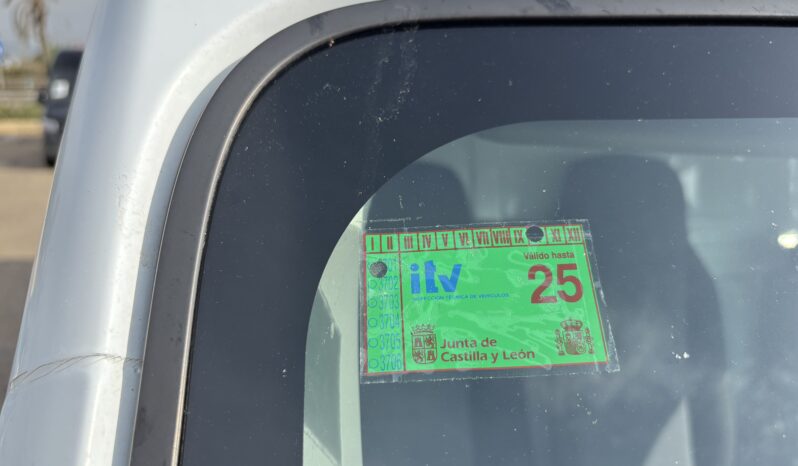 I II III IV V VI VII VIII IX XI XII
itv
INSPECCIÓN TÉCNICA DE VEHÍCULOS
Válido hasta
25
3702
3703
3704
3705
3706
Junta de
Castilla y León